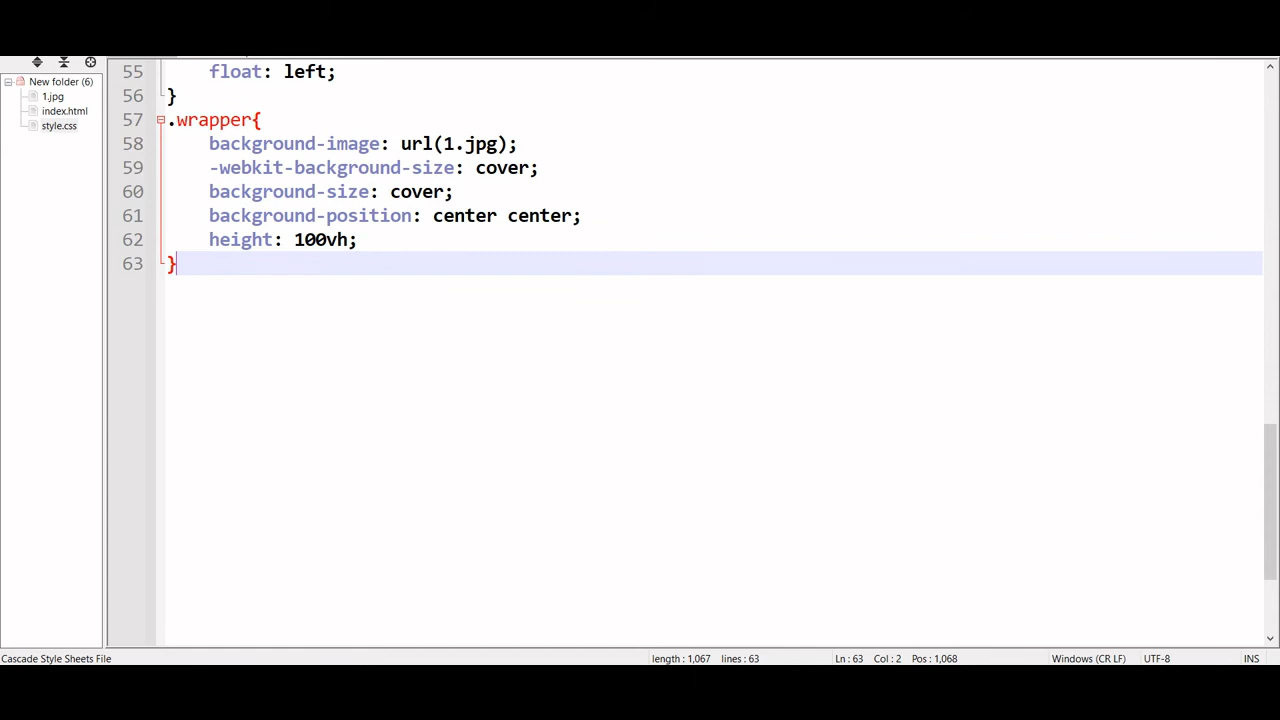 New folder (6)
1.jpg
index.html
style.css
55 float: left;
56 }
57 .wrapper{
58 background-image: url(1.jpg);
59 -webkit-background-size: cover;
60 background-size: cover;
61 background-position: center center;
62 height: 100vh;
63 }
Cascade Style Sheets File length : 1,067 lines : 63 Ln : 63 Col : 2 Pos : 1,068 Windows (CR LF) UTF-8 INS